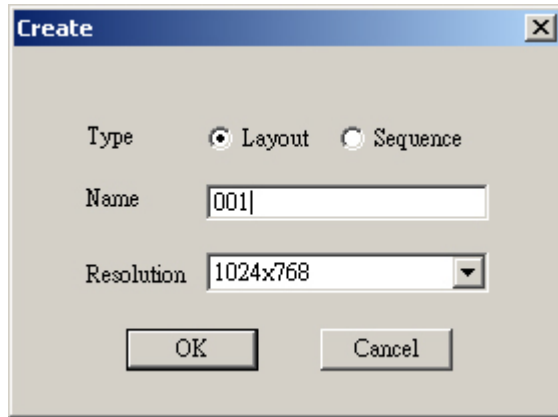 Create
Type Layout Sequence
Name 001
Resolution 1024x768
OK Cancel